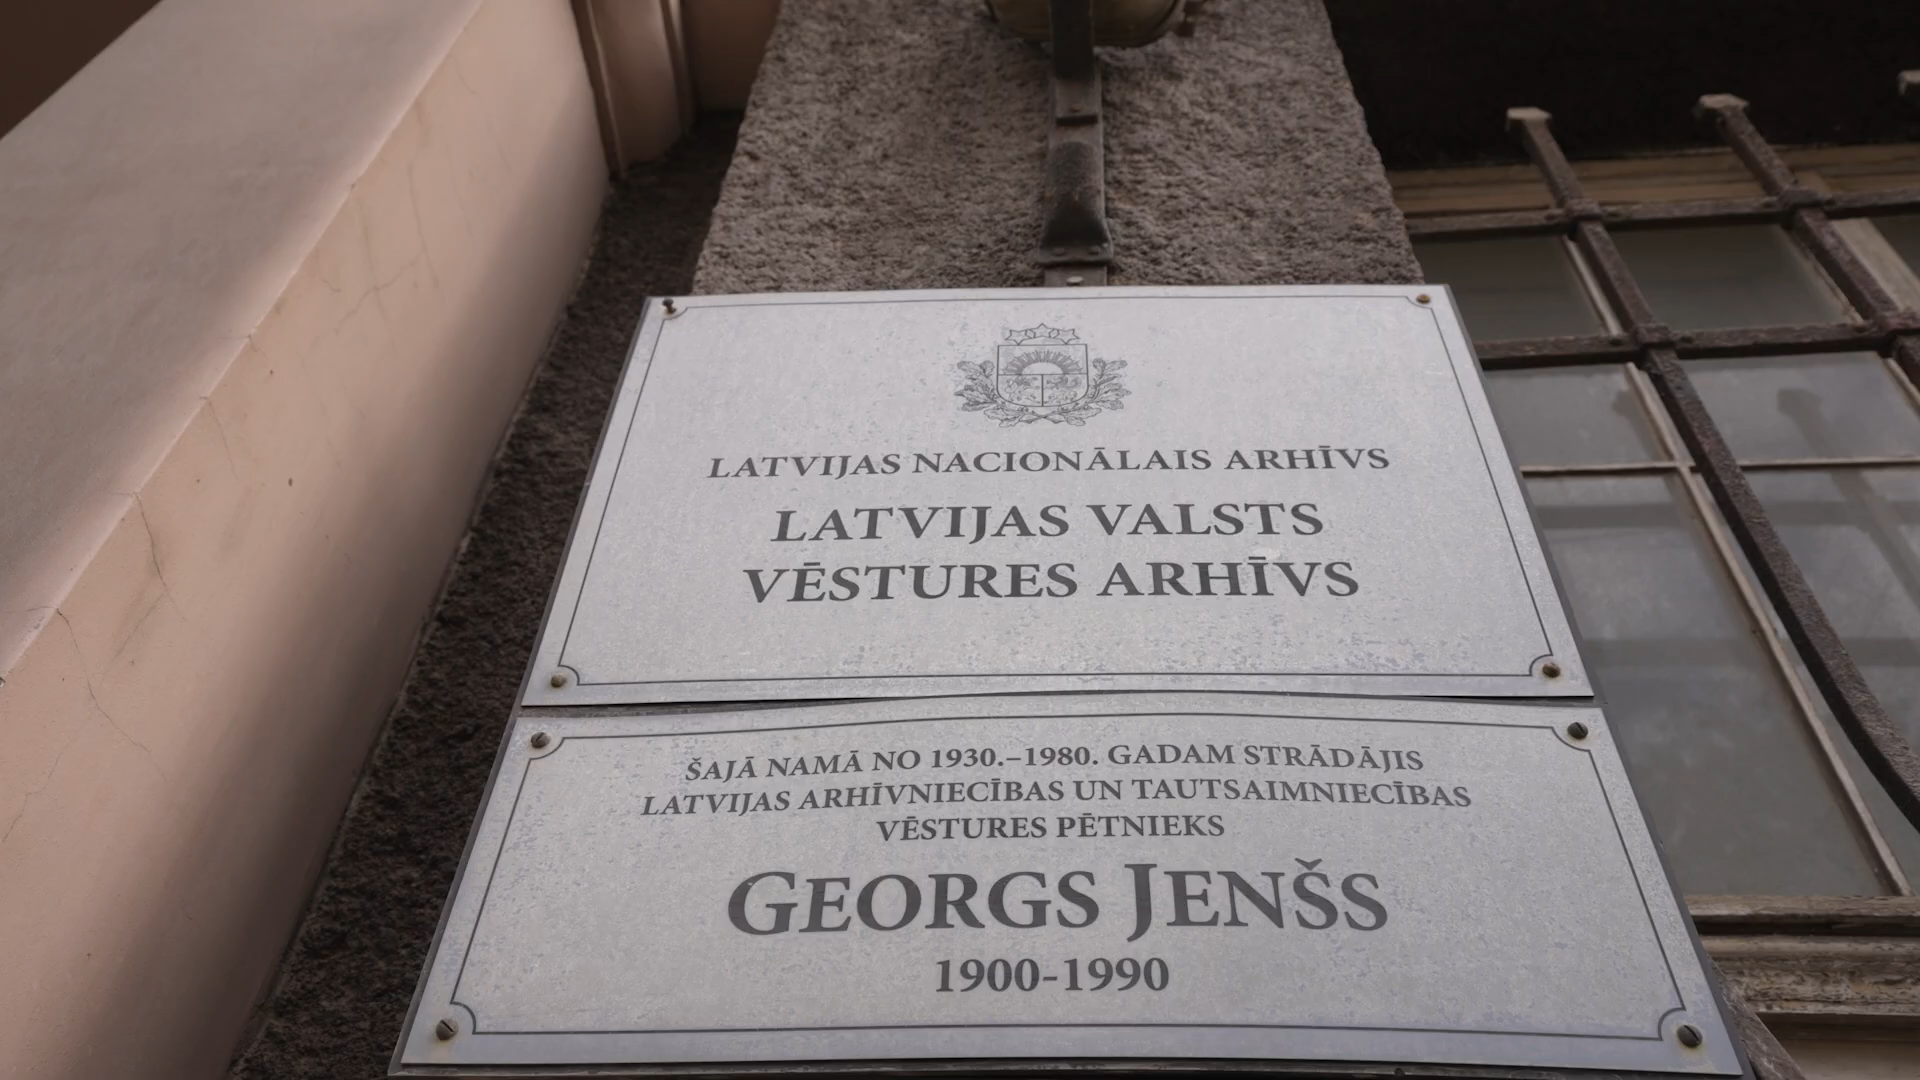 LATVIJAS NACIONĀLAIS ARHĪVS
LATVIJAS VALSTS
VĒSTURES ARHĪVS
ŠAJĀ NAMĀ NO 1930.–1980. GADAM STRĀDĀJIS
LATVIJAS ARHĪVNIECĪBAS UN TAUTSAIMNIECĪBAS
VĒSTURES PĒTNIEKS
GEORGS JENŠS
1900-1990